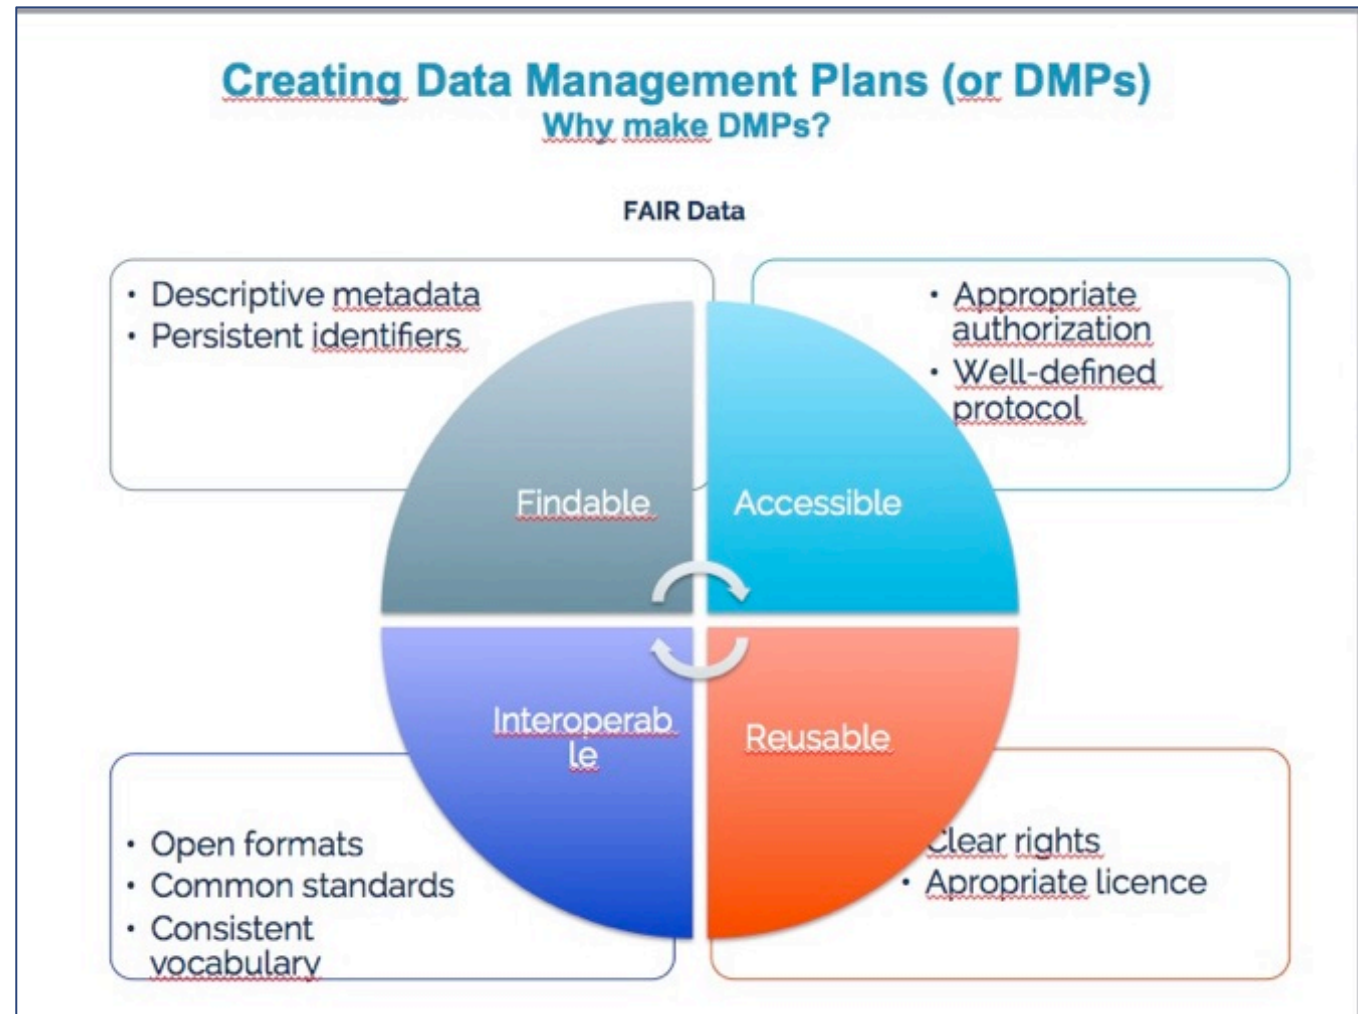 Creating Data Management Plans (or DMPs)
Why make DMPs?
FAIR Data
• Descriptive metadata
• Persistent identifiers
• Appropriate
authorization
• Well-defined
protocol
Findable
Accessible
Interoperab
le
Reusable
• Open formats
• Common standards
• Consistent
vocabulary
Clear rights
• Apropriate licence